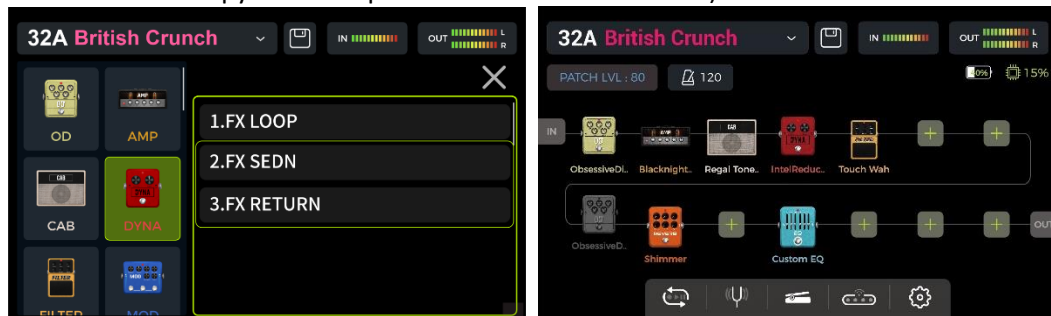 32A British Crunch
IN
OUT
L
R
OD
AMP
CAB
DYNA
FILTER
MOD
1.FX LOOP
2.FX SEDN
3.FX RETURN
32A British Crunch
IN
OUT
L
R
PATCH LVL : 80
120
15%
IN
ObsessiveDi..
Blacknight..
Regal Tone..
IntelReduc..
Touch Wah
ObsessiveD..
Shimmer
Custom EQ
OUT